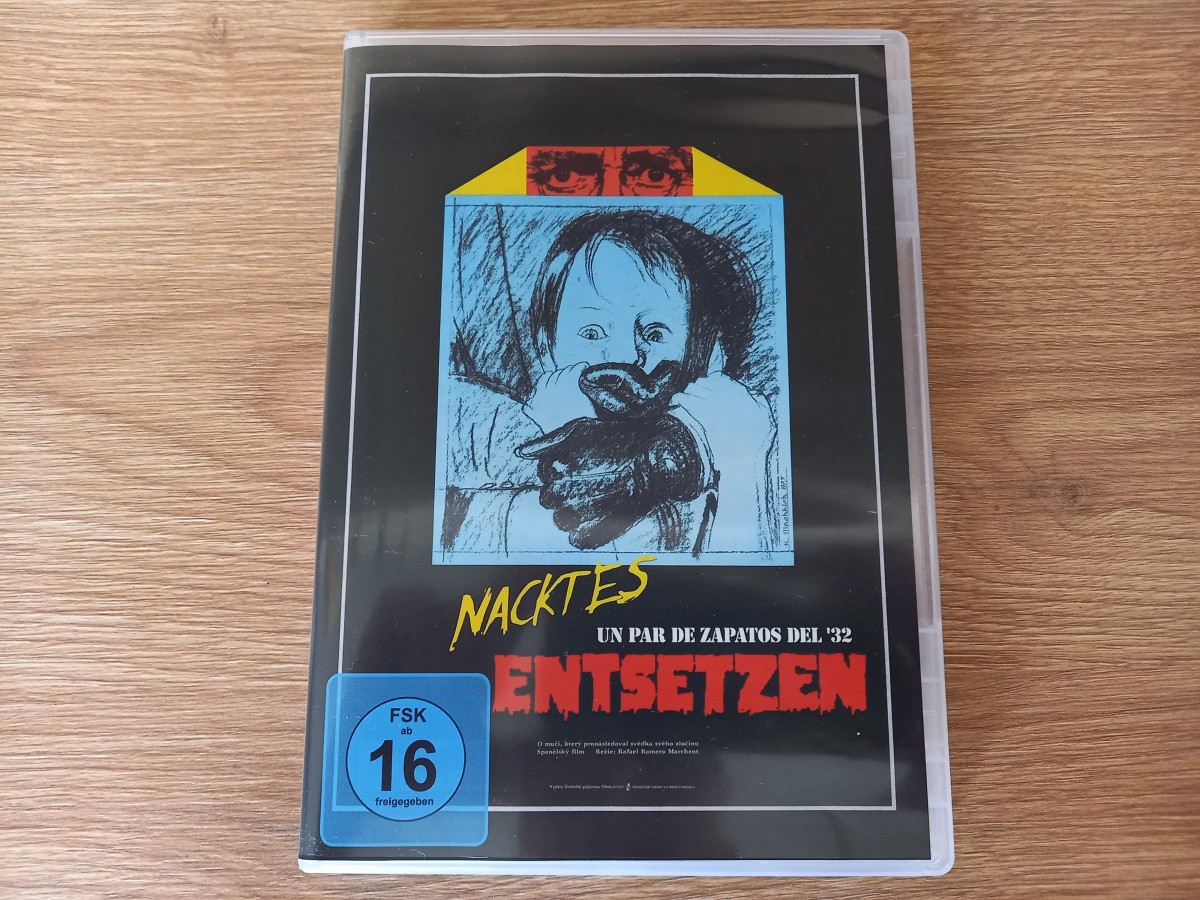 NACKTES
UN PAR DE ZAPATOS DEL '32
ENTSETZEN
FSK
ab
16
freigegeben
O muži, který pronásledoval svědka svého zločinu
Španělský film Režie: Rafael Romero Marchent